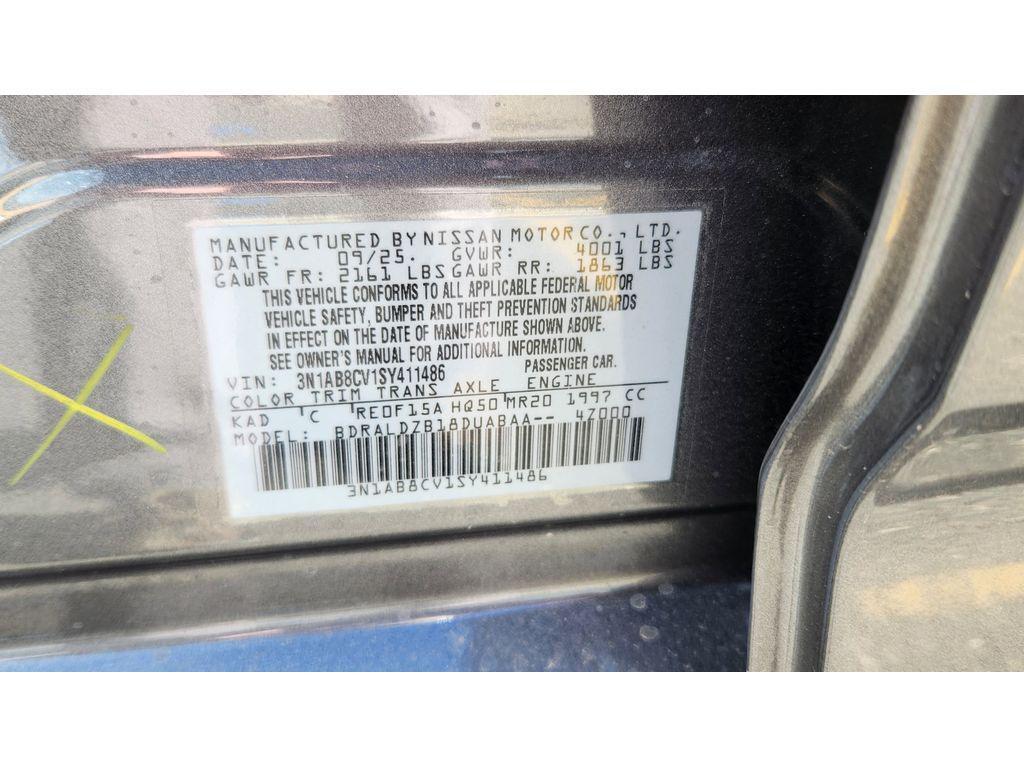 MANUFACTURED BY NISSAN MOTOR CO., LTD.
DATE: 09/25. GVWR: 4001 LBS
GAWR FR: 2161 LBS GAWR RR: 1863 LBS
THIS VEHICLE CONFORMS TO ALL APPLICABLE FEDERAL MOTOR
VEHICLE SAFETY, BUMPER AND THEFT PREVENTION STANDARDS
IN EFFECT ON THE DATE OF MANUFACTURE SHOWN ABOVE.
SEE OWNER'S MANUAL FOR ADDITIONAL INFORMATION.
VIN: 3N1AB8CV1SY411486 PASSENGER CAR.
COLOR TRIM TRANS AXLE ENGINE
KAD C RE0F15A HQ50 MR20 1997 CC
MODEL: BDRALDZB18DUABAA-- 4Z000
3N1AB8CV1SY411486